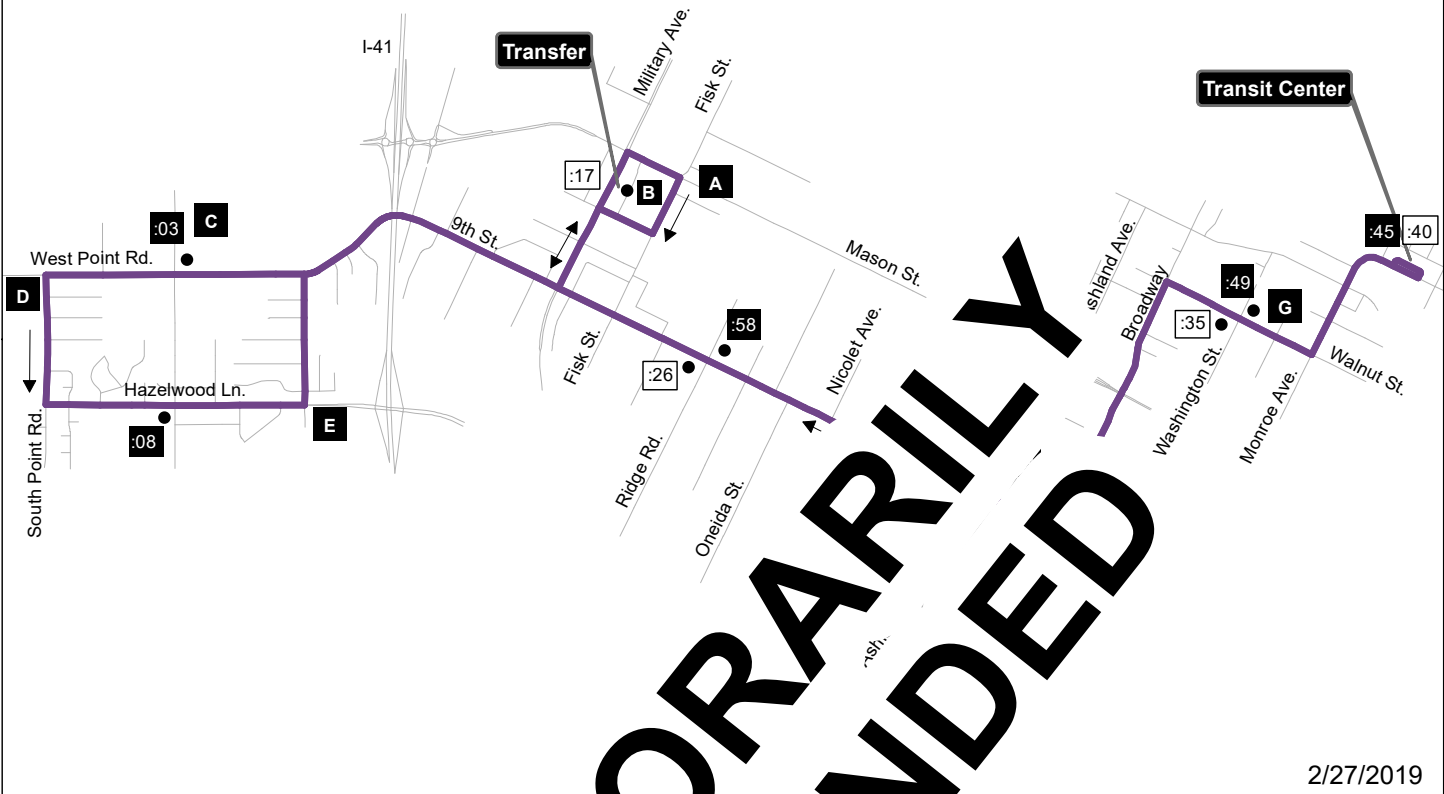 I-41
Transfer
Military Ave.
Fisk St.
Transit Center
:17
B
A
:03
C
9th St.
West Point Rd.
D
Mason St.
Broadway
:45
:40
:49
G
:35
Hazelwood Ln.
:08
E
South Point Rd.
Fisk St.
:58
:26
Nicolet Ave.
Ridge Rd.
Oneida St.
Washington St.
Monroe Ave.
Walnut St.
shland Ave.
ORARILY
NDED
2/27/2019